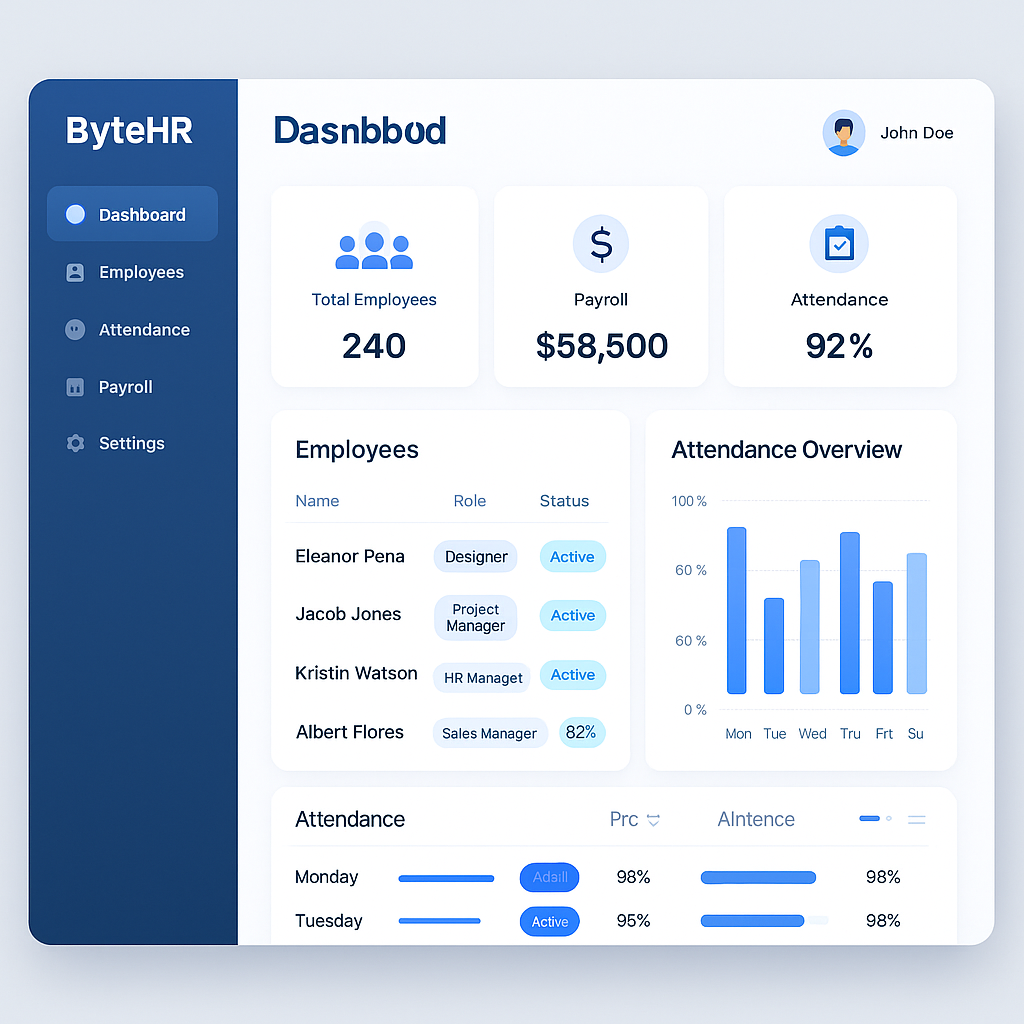 ByteHR
Dasnbbod
John Doe
Dashboard
Employees
Attendance
Payroll
Settings
Total Employees
240
Payroll
$58,500
Attendance
92%
Employees
Name Role Status
Eleanor Pena Designer Active
Jacob Jones Project Manager Active
Kristin Watson HR Managet Active
Albert Flores Sales Manager 82%
Attendance Overview
100 %
60 %
60 %
0 %
Mon Tue Wed Tru Frt Su
Attendance Prc AIntence
Monday 98% 98%
Tuesday Active 95% 98%